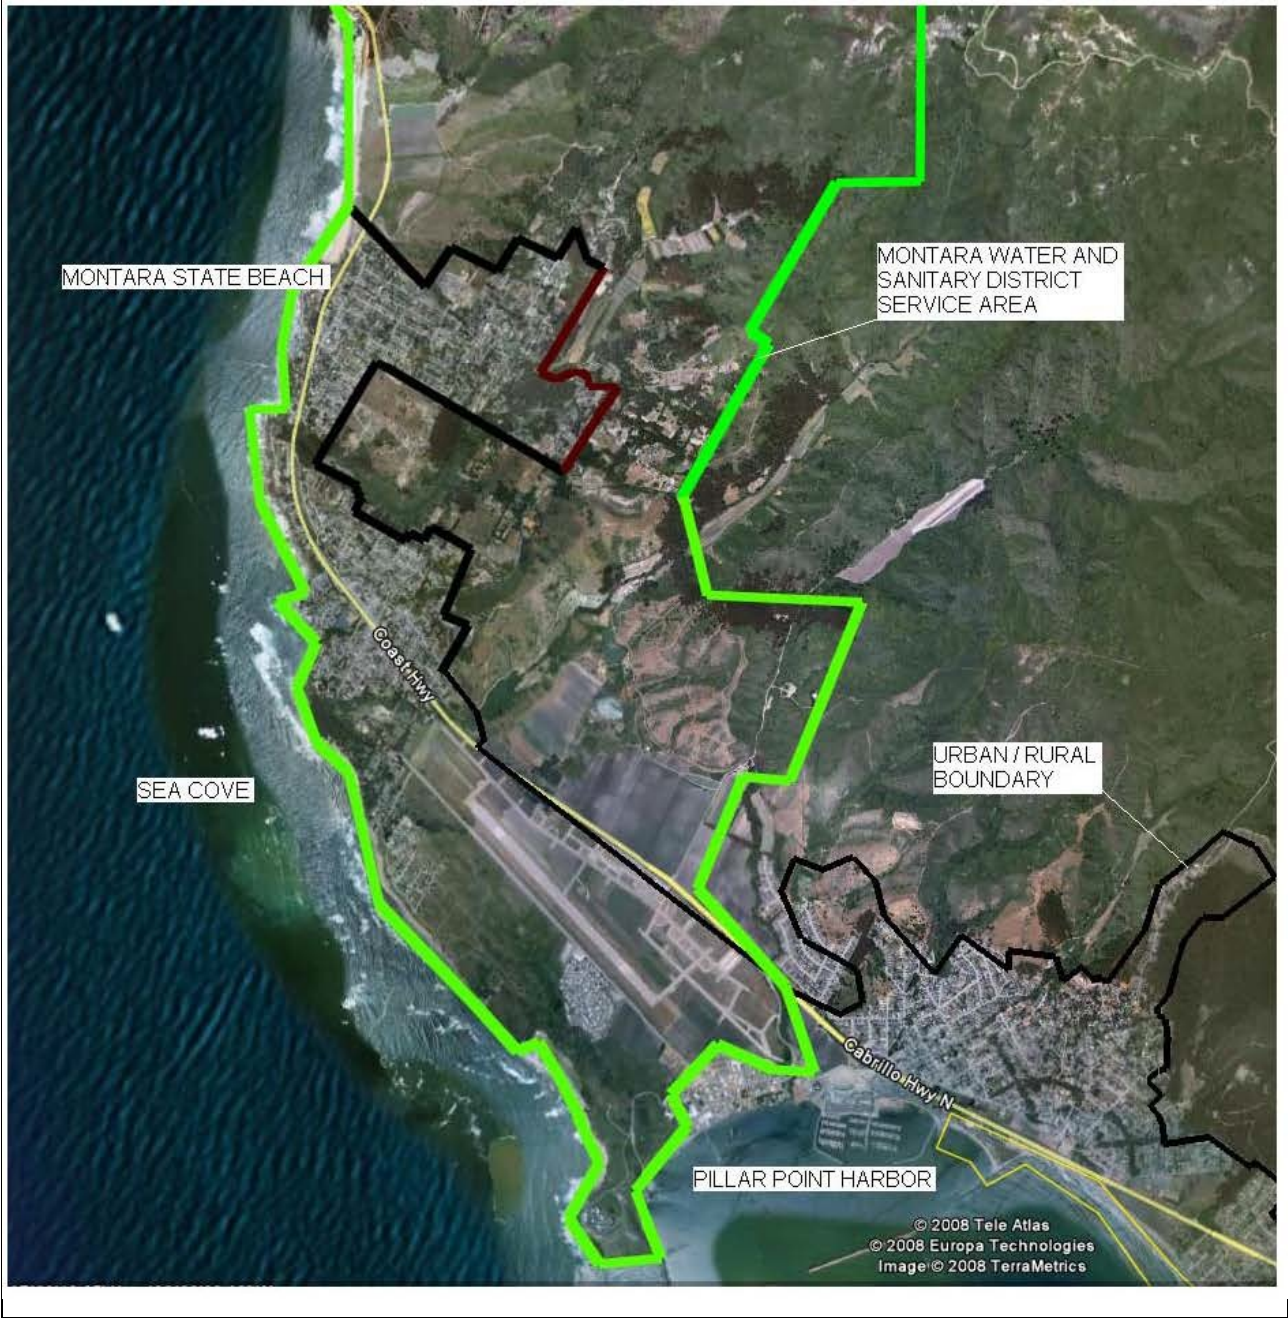 MONTARA STATE BEACH
MONTARA WATER AND
SANITARY DISTRICT
SERVICE AREA
Coast Hwy
URBAN / RURAL
BOUNDARY
SEA COVE
Cabrillo Hwy N
PILLAR POINT HARBOR
© 2008 Tele Atlas
© 2008 Europa Technologies
Image © 2008 TerraMetrics